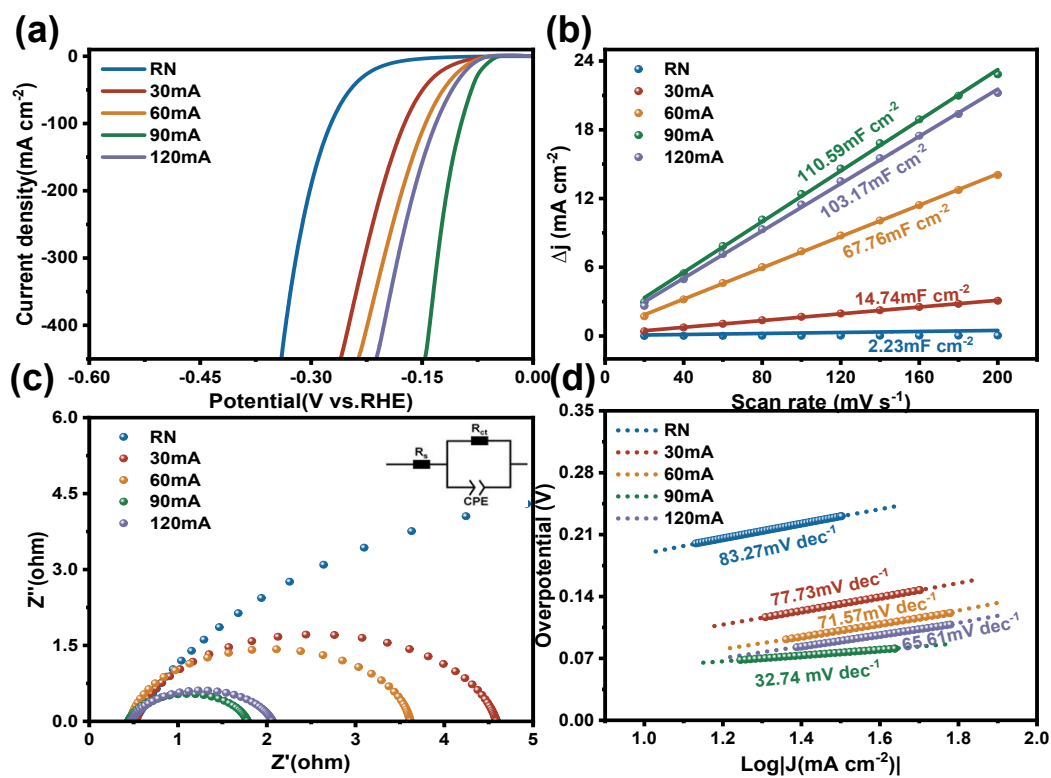 (a)
RN
30mA
60mA
90mA
120mA
Current density(mA cm⁻²)
0
-100
-200
-300
-400
-0.60
-0.45
-0.30
-0.15
0.00
Potential(V vs.RHE)
(b)
RN
30mA
60mA
90mA
120mA
Δj (mA cm⁻²)
24
18
12
6
0
110.59mF cm⁻²
103.17mF cm⁻²
67.76mF cm⁻²
14.74mF cm⁻²
2.23mF cm⁻²
0
40
80
120
160
200
Scan rate (mV s⁻¹)
(c)
RN
30mA
60mA
90mA
120mA
Rs
Rct
CPE
Z''(ohm)
6.0
4.5
3.0
1.5
0.0
0
1
2
3
4
5
Z'(ohm)
(d)
RN
30mA
60mA
90mA
120mA
Overpotential (V)
0.35
0.28
0.21
0.14
0.07
0.00
83.27mV dec⁻¹
77.73mV dec⁻¹
71.57mV dec⁻¹
65.61mV dec⁻¹
32.74 mV dec⁻¹
1.0
1.2
1.4
1.6
1.8
2.0
Log|J(mA cm⁻²)|